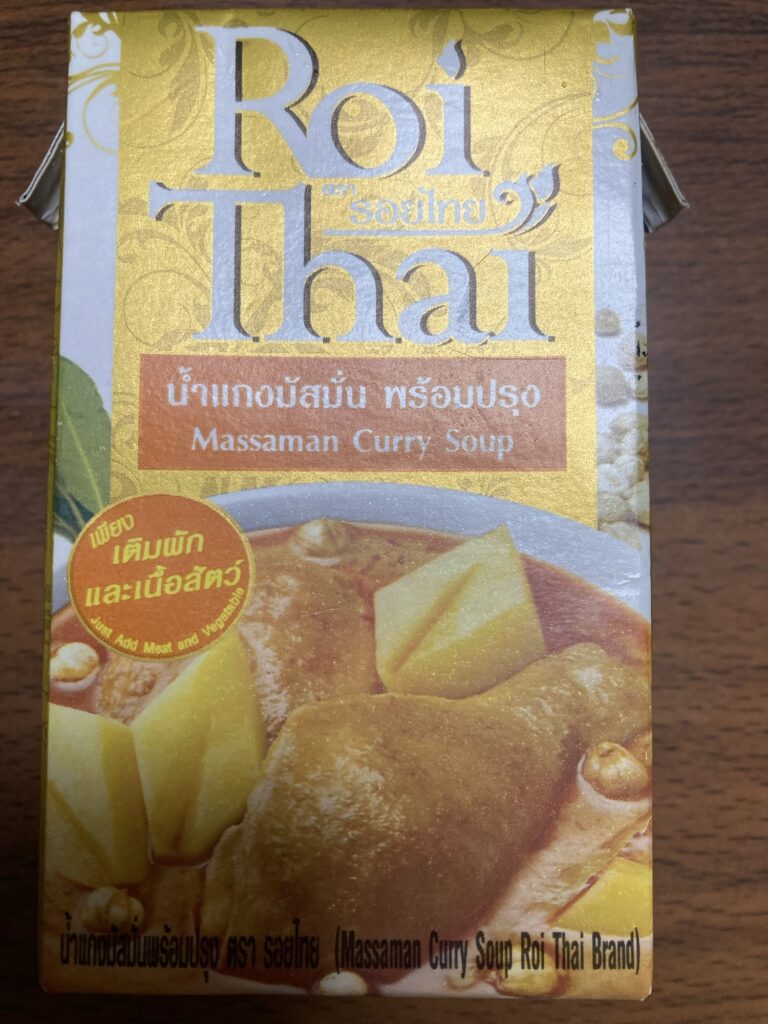 Roi
ตรา
รอยไทย
Thai
น้ำแกงมัสมั่น พร้อมปรุง
Massaman Curry Soup
เพียง
เติมผัก
และเนื้อสัตว์
Just Add Meat and Vegetable
น้ำแกงมัสมั่นพร้อมปรุง ตรา รอยไทย (Massaman Curry Soup Roi Thai Brand)